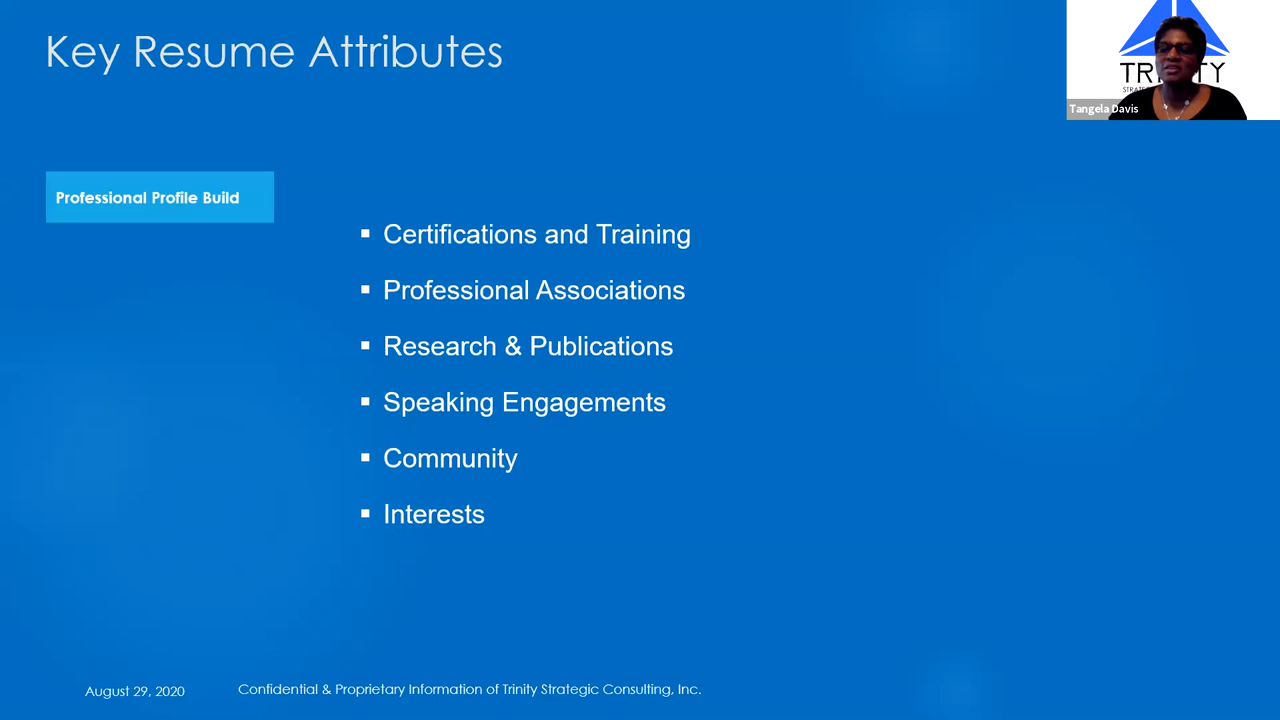 Key Resume Attributes
Tangela Davis
Professional Profile Build
Certifications and Training
Professional Associations
Research & Publications
Speaking Engagements
Community
Interests
August 29, 2020
Confidential & Proprietary Information of Trinity Strategic Consulting, Inc.